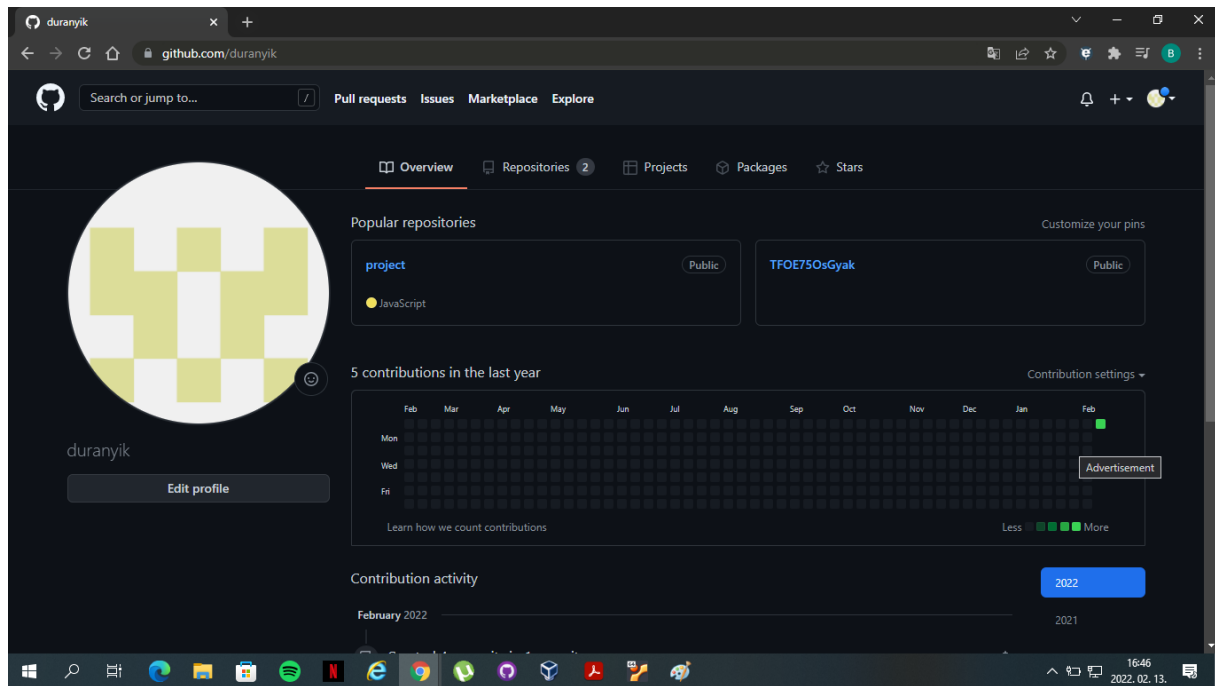 duranyik
github.com/duranyik
B
Search or jump to...
/
Pull requests Issues Marketplace Explore
Overview Repositories 2 Projects Packages Stars
Popular repositories
Customize your pins
project Public
TFOE75OsGyak Public
JavaScript
5 contributions in the last year
Contribution settings
Feb Mar Apr May Jun Jul Aug Sep Oct Nov Dec Jan Feb
Mon
Wed
Fri
Advertisement
Learn how we count contributions
Less More
duranyik
Edit profile
Contribution activity
2022
February 2022
2021
16:46
2022. 02. 13.